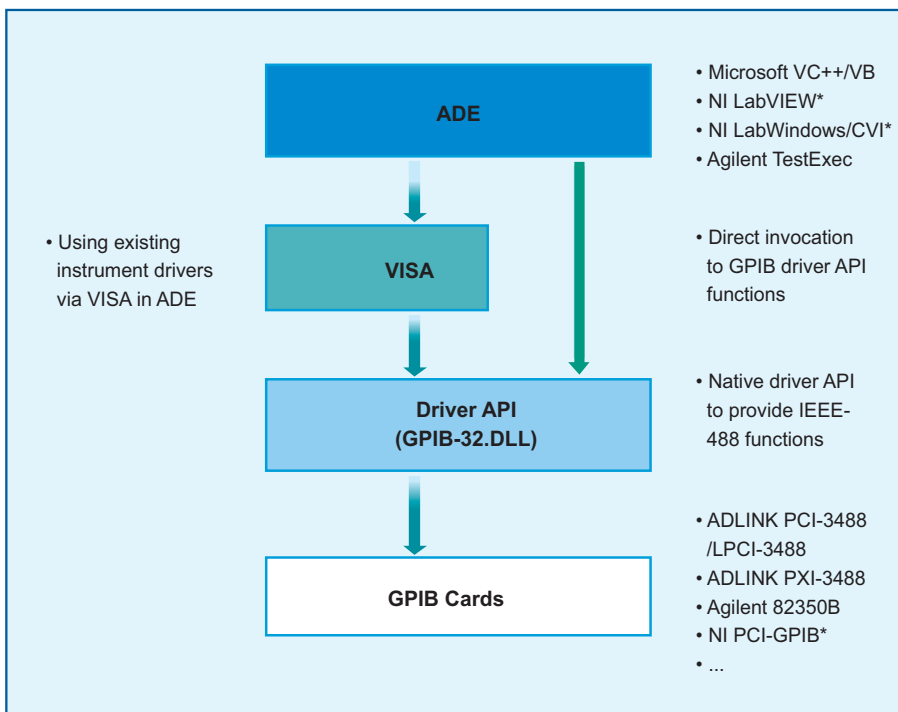 ADE
• Microsoft VC++/VB
• NI LabVIEW*
• NI LabWindows/CVI*
• Agilent TestExec
• Using existing
instrument drivers
via VISA in ADE
VISA
• Direct invocation
to GPIB driver API
functions
Driver API
(GPIB-32.DLL)
• Native driver API
to provide IEEE-
488 functions
GPIB Cards
• ADLINK PCI-3488
/LPCI-3488
• ADLINK PXI-3488
• Agilent 82350B
• NI PCI-GPIB*
• ...